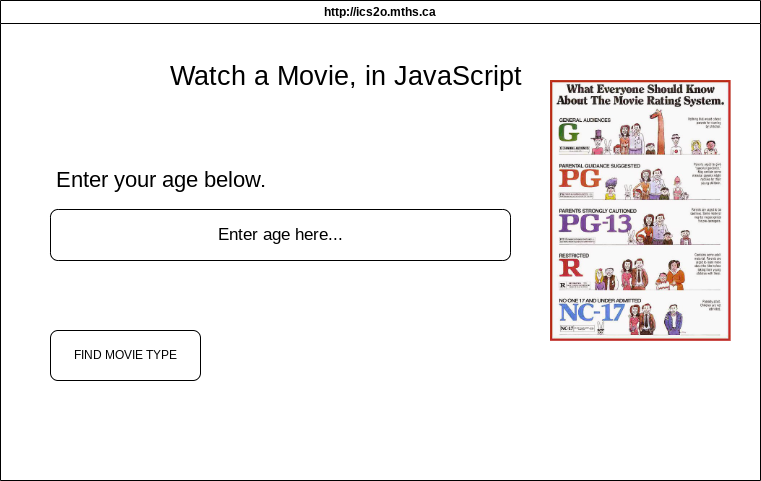 http://ics2o.mths.ca
Watch a Movie, in JavaScript
What Everyone Should Know
About The Movie Rating System.
GENERAL AUDIENCES
G
PARENTAL GUIDANCE SUGGESTED
PG
PARENTS STRONGLY CAUTIONED
PG-13
RESTRICTED
R
R
NO ONE 17 AND UNDER ADMITTED
NC-17
NC-17
Enter your age below.
Enter age here...
FIND MOVIE TYPE